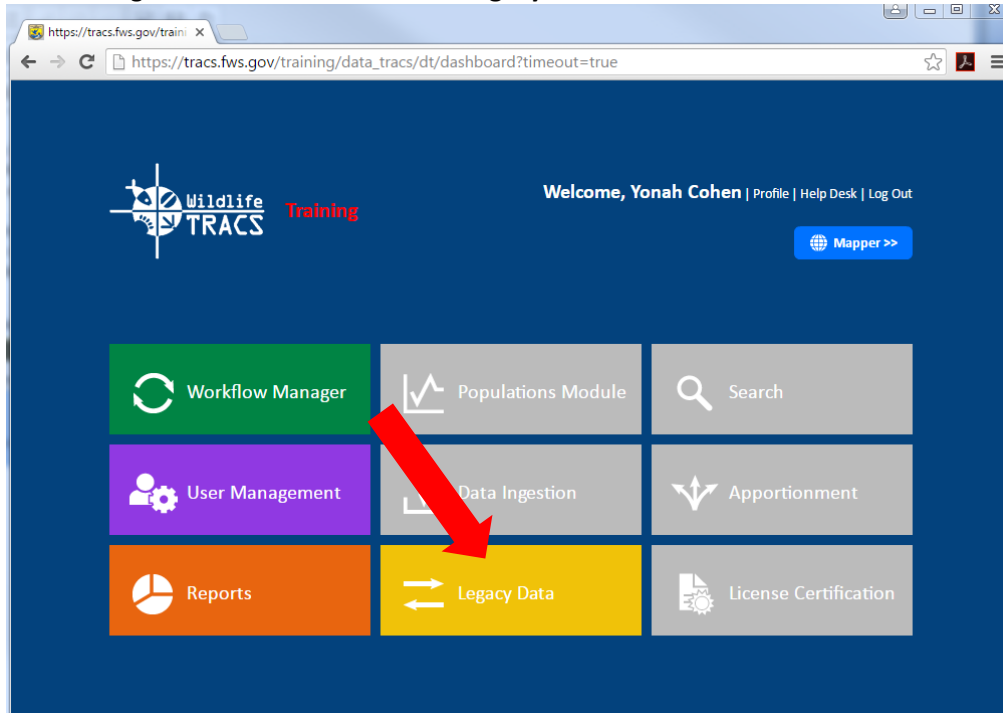 https://tracs.fws.gov/traini
https://tracs.fws.gov/training/data_tracs/dt/dashboard?timeout=true
Wildlife
TRACS
Training
Welcome, Yonah Cohen | Profile | Help Desk | Log Out
Mapper >>
Workflow Manager
Populations Module
Search
User Management
Data Ingestion
Apportionment
Reports
Legacy Data
License Certification